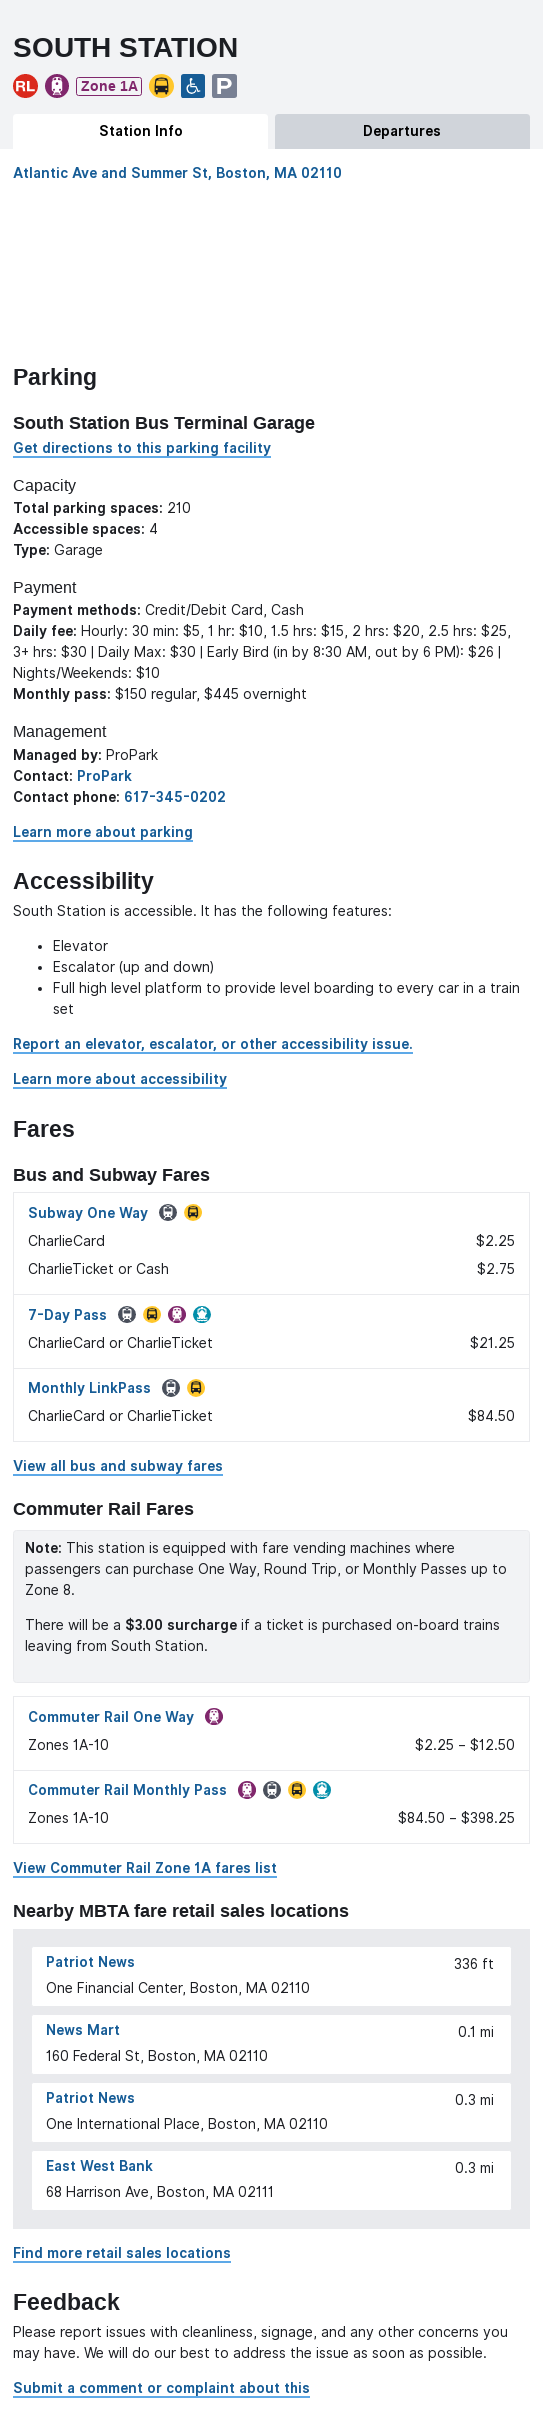 SOUTH STATION
RL Zone 1A P
Station Info Departures
Atlantic Ave and Summer St, Boston, MA 02110
Parking
South Station Bus Terminal Garage
Get directions to this parking facility
Capacity
Total parking spaces: 210
Accessible spaces: 4
Type: Garage
Payment
Payment methods: Credit/Debit Card, Cash
Daily fee: Hourly: 30 min: $5, 1 hr: $10, 1.5 hrs: $15, 2 hrs: $20, 2.5 hrs: $25,
3+ hrs: $30 | Daily Max: $30 | Early Bird (in by 8:30 AM, out by 6 PM): $26 |
Nights/Weekends: $10
Monthly pass: $150 regular, $445 overnight
Management
Managed by: ProPark
Contact: ProPark
Contact phone: 617-345-0202
Learn more about parking
Accessibility
South Station is accessible. It has the following features:
• Elevator
• Escalator (up and down)
• Full high level platform to provide level boarding to every car in a train
set
Report an elevator, escalator, or other accessibility issue.
Learn more about accessibility
Fares
Bus and Subway Fares
Subway One Way
CharlieCard $2.25
CharlieTicket or Cash $2.75
7-Day Pass
CharlieCard or CharlieTicket $21.25
Monthly LinkPass
CharlieCard or CharlieTicket $84.50
View all bus and subway fares
Commuter Rail Fares
Note: This station is equipped with fare vending machines where
passengers can purchase One Way, Round Trip, or Monthly Passes up to
Zone 8.
There will be a $3.00 surcharge if a ticket is purchased on-board trains
leaving from South Station.
Commuter Rail One Way
Zones 1A-10 $2.25 – $12.50
Commuter Rail Monthly Pass
Zones 1A-10 $84.50 – $398.25
View Commuter Rail Zone 1A fares list
Nearby MBTA fare retail sales locations
Patriot News 336 ft
One Financial Center, Boston, MA 02110
News Mart 0.1 mi
160 Federal St, Boston, MA 02110
Patriot News 0.3 mi
One International Place, Boston, MA 02110
East West Bank 0.3 mi
68 Harrison Ave, Boston, MA 02111
Find more retail sales locations
Feedback
Please report issues with cleanliness, signage, and any other concerns you
may have. We will do our best to address the issue as soon as possible.
Submit a comment or complaint about this